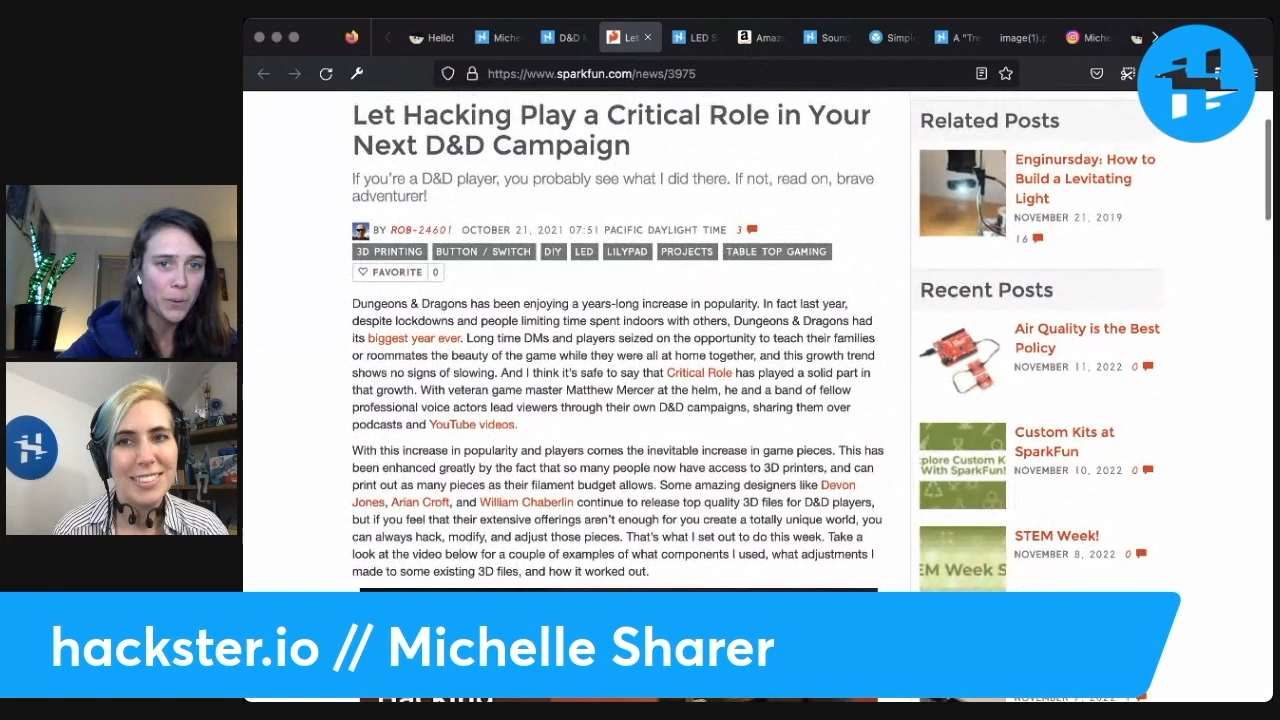 Hello!
Miche
D&D
Let
LED S
Amaz
Soun
Simpl
A "Tre
image(1).p
Miche
https://www.sparkfun.com/news/3975
Let Hacking Play a Critical Role in Your
Next D&D Campaign
If you're a D&D player, you probably see what I did there. If not, read on, brave
adventurer!
BY ROB-24601 OCTOBER 21, 2021 07:51 PACIFIC DAYLIGHT TIME 3
3D PRINTING BUTTON / SWITCH DIY LED LILYPAD PROJECTS TABLE TOP GAMING
FAVORITE 0
Dungeons & Dragons has been enjoying a years-long increase in popularity. In fact last year,
despite lockdowns and people limiting time spent indoors with others, Dungeons & Dragons had
its biggest year ever. Long time DMs and players seized on the opportunity to teach their families
or roommates the beauty of the game while they were all at home together, and this growth trend
shows no signs of slowing. And I think it's safe to say that Critical Role has played a solid part in
that growth. With veteran game master Matthew Mercer at the helm, he and a band of fellow
professional voice actors lead viewers through their own D&D campaigns, sharing them over
podcasts and YouTube videos.
With this increase in popularity and players comes the inevitable increase in game pieces. This has
been enhanced greatly by the fact that so many people now have access to 3D printers, and can
print out as many pieces as their filament budget allows. Some amazing designers like Devon
Jones, Arian Croft, and William Chaberlin continue to release top quality 3D files for D&D players,
but if you feel that their extensive offerings aren't enough for you create a totally unique world, you
can always hack, modify, and adjust those pieces. That's what I set out to do this week. Take a
look at the video below for a couple of examples of what components I used, what adjustments I
made to some existing 3D files, and how it worked out.
Related Posts
Enginursday: How to
Build a Levitating
Light
NOVEMBER 21, 2019
16
Recent Posts
Air Quality is the Best
Policy
NOVEMBER 11, 2022 0
plore Custom K
With SparkFun!
Custom Kits at
SparkFun
NOVEMBER 10, 2022 0
EM Week S
STEM Week!
NOVEMBER 8, 2022 0
hackster.io // Michelle Sharer